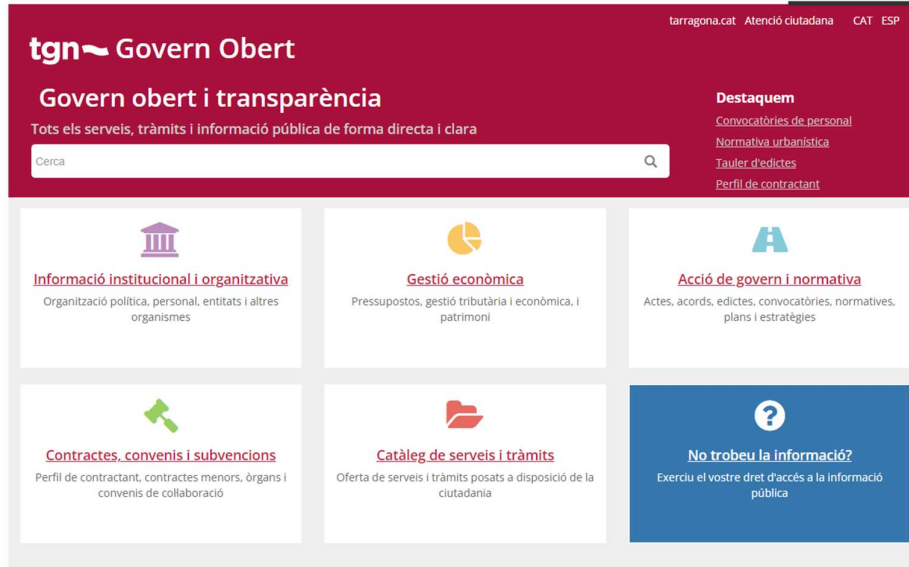 tarragona.cat Atenció ciutadana CAT ESP
tgn Govern Obert
Govern obert i transparència
Tots els serveis, tràmits i informació pública de forma directa i clara
Cerca
Destaquem
Convocatòries de personal
Normativa urbanística
Tauler d'edictes
Perfil de contractant
Informació institucional i organitzativa
Organització política, personal, entitats i altres
organismes
Gestió econòmica
Pressupostos, gestió tributària i econòmica, i
patrimoni
Acció de govern i normativa
Actes, acords, edictes, convocatòries, normatives,
plans i estratègies
Contractes, convenis i subvencions
Perfil de contractant, contractes menors, òrgans i
convenis de collaboració
Catàleg de serveis i tràmits
Oferta de serveis i tràmits posats a disposició de la
ciutadania
No trobeu la informació?
Exerciu el vostre dret d'accés a la informació
pública